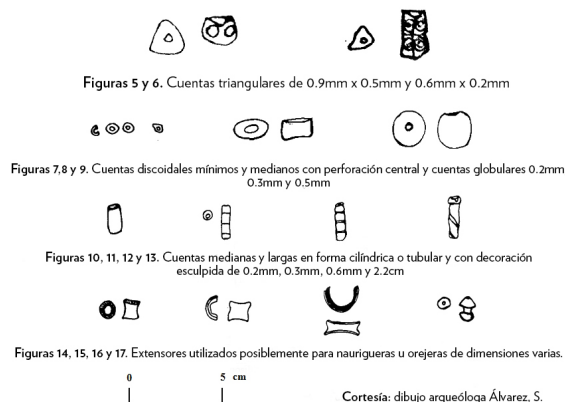 Figuras 5 y 6. Cuentas triangulares de 0.9mm x 0.5mm y 0.6mm x 0.2mm
Figuras 7,8 y 9. Cuentas discoidales mínimos y medianos con perforación central y cuentas globulares 0.2mm
0.3mm y 0.5mm
Figuras 10, 11, 12 y 13. Cuentas medianas y largas en forma cilíndrica o tubular y con decoración
esculpida de 0.2mm, 0.3mm, 0.6mm y 2.2cm
Figuras 14, 15, 16 y 17. Extensores utilizados posiblemente para naurigueras u orejeras de dimensiones varias.
0 5 cm
Cortesía: dibujo arqueóloga Álvarez, S.